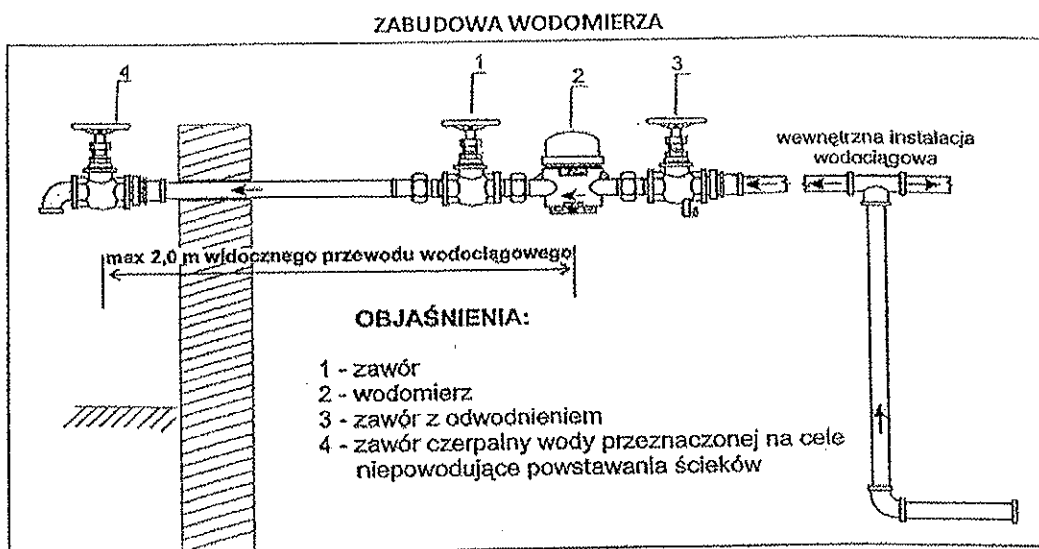 ZABUDOWA WODOMIERZA
4
1
2
3
wewnętrzna instalacja
wodociągowa
max 2,0 m widocznego przewodu wodociągowego
OBJAŚNIENIA:
1 - zawór
2 - wodomierz
3 - zawór z odwodnieniem
4 - zawór czerpalny wody przeznaczonej na cele
niepowodujące powstawania ścieków